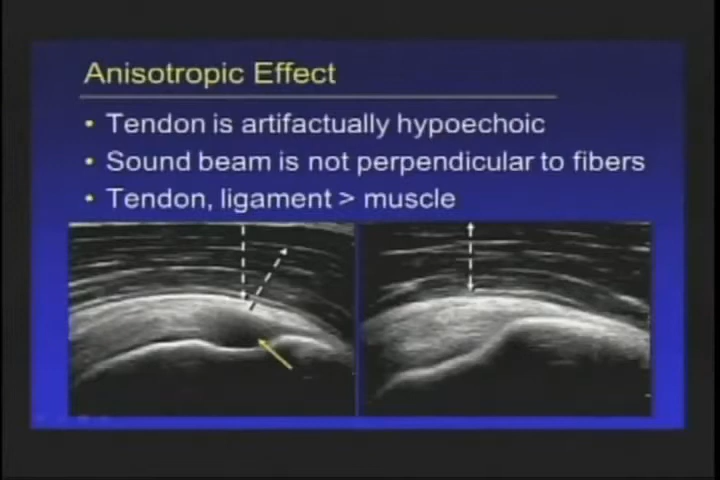 Anisotropic Effect
• Tendon is artifactually hypoechoic
• Sound beam is not perpendicular to fibers
• Tendon, ligament > muscle